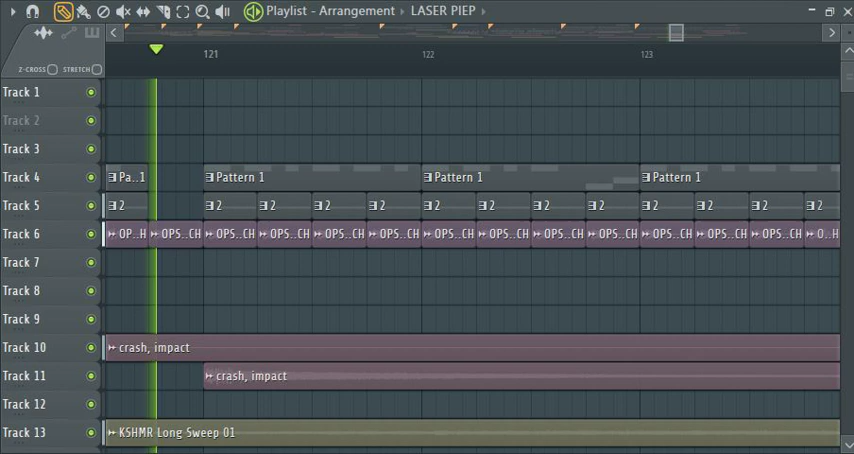 Playlist - Arrangement › LASER PIEP ›
121 122 123
Z-CROSS STRETCH
Track 1
Track 2
Track 3
Track 4 Pa..1 Pattern 1 Pattern 1 Pattern 1
Track 5 2 2 2 2 2 2 2 2 2 2 2 2 2
Track 6 OP..H OPS..CH OPS..CH OPS..CH OPS..CH OPS..CH OPS..CH OPS..CH OPS..CH OPS..CH OPS..CH OPS..CH OPS..CH O..H
Track 7
Track 8
Track 9
Track 10 crash, impact
Track 11 crash, impact
Track 12
Track 13 KSHMR Long Sweep 01